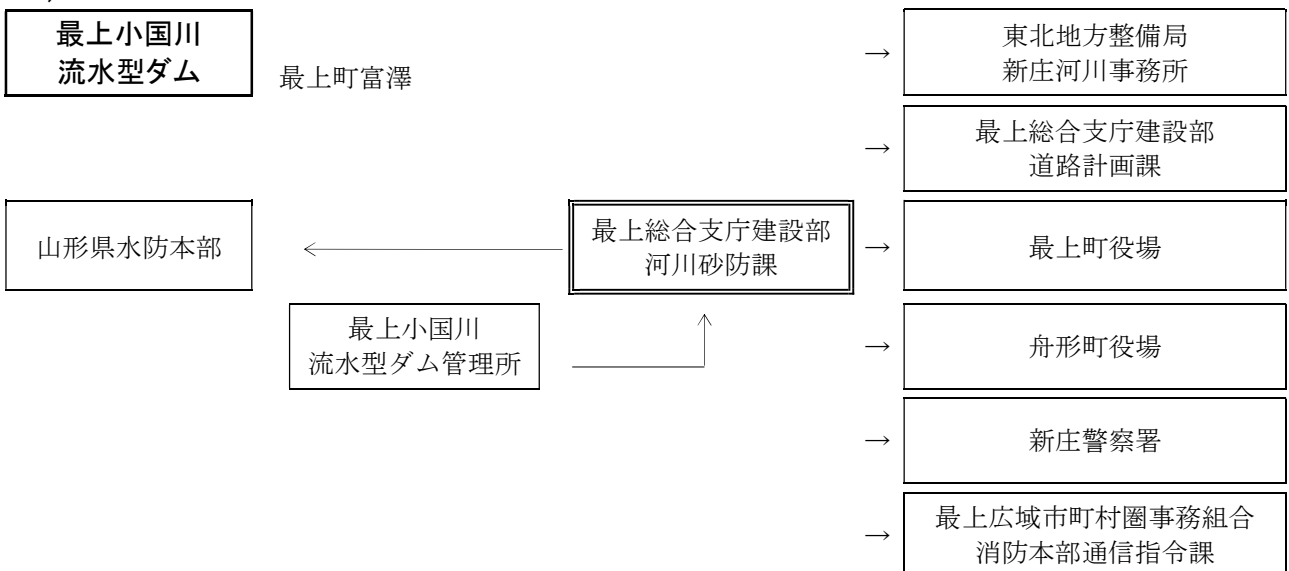 最上小国川
流水型ダム
最上町富澤
→
東北地方整備局
新庄河川事務所
→
最上総合支庁建設部
道路計画課
山形県水防本部
最上総合支庁建設部
河川砂防課
→
最上町役場
最上小国川
流水型ダム管理所
→
舟形町役場
→
新庄警察署
→
最上広域市町村圏事務組合
消防本部通信指令課